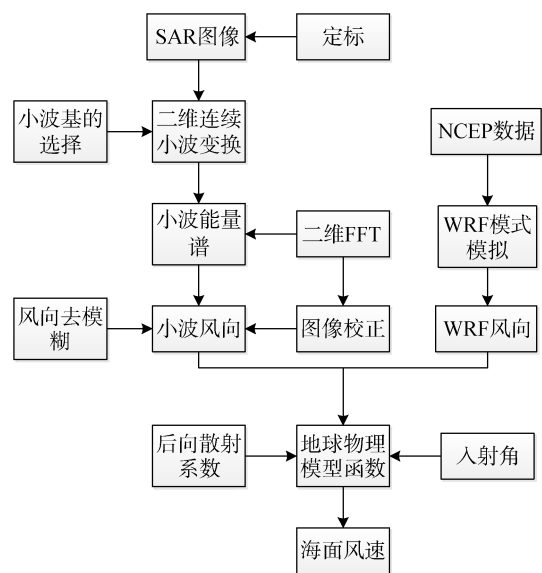 SAR图像
定标
小波基的
选择
二维连续
小波变换
NCEP数据
小波能量
谱
二维FFT
WRF模式
模拟
风向去模
糊
小波风向
图像校正
WRF风向
后向散射
系数
地球物理
模型函数
入射角
海面风速